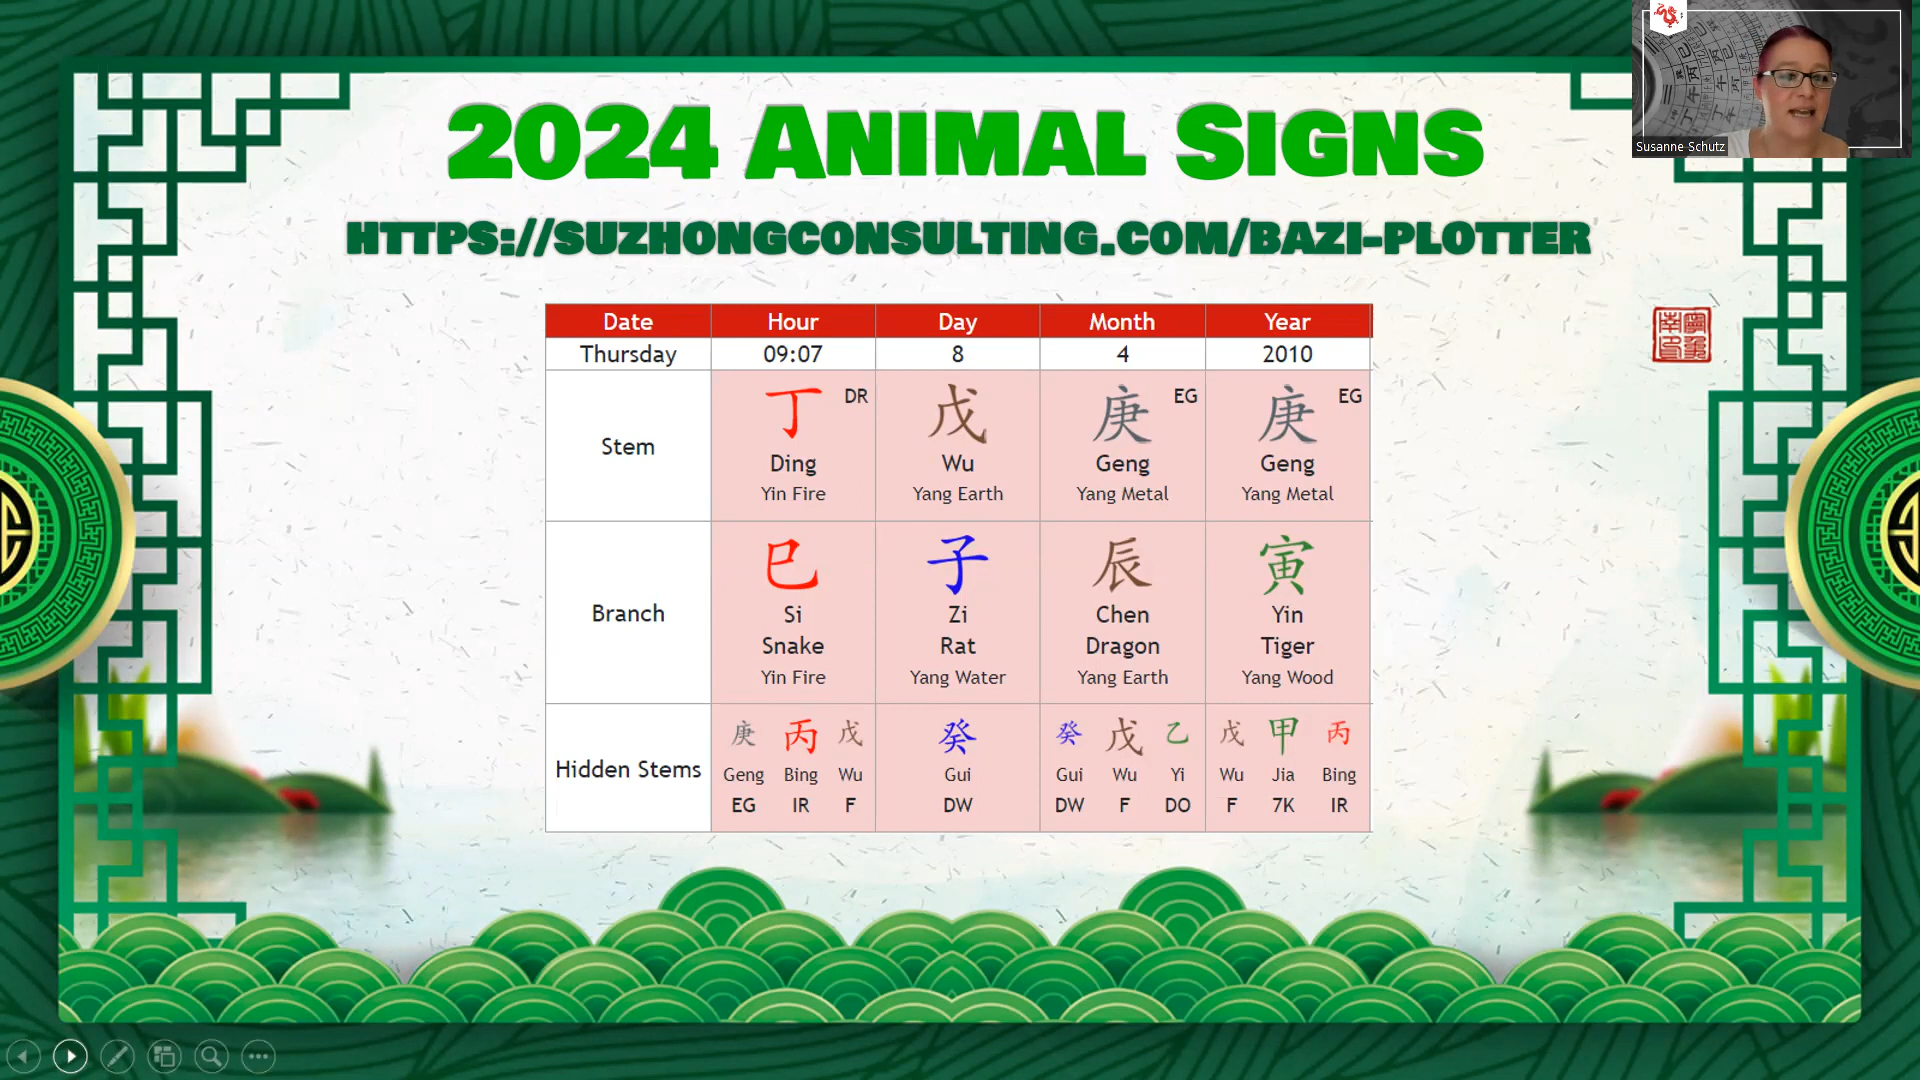 2024 Animal Signs
https://suzhongconsulting.com/bazi-plotter
Susanne Schutz
Date Hour Day Month Year
Thursday 09:07 8 4 2010
Stem
丁 DR 戊 庚 EG 庚 EG
Ding Wu Geng Geng
Yin Fire Yang Earth Yang Metal Yang Metal
Branch
巳 子 辰 寅
Si Zi Chen Yin
Snake Rat Dragon Tiger
Yin Fire Yang Water Yang Earth Yang Wood
Hidden Stems
庚 丙 戊 癸 癸 戊 乙 戊 甲 丙
Geng Bing Wu Gui Gui Wu Yi Wu Jia Bing
EG IR F DW DW F DO F 7K IR